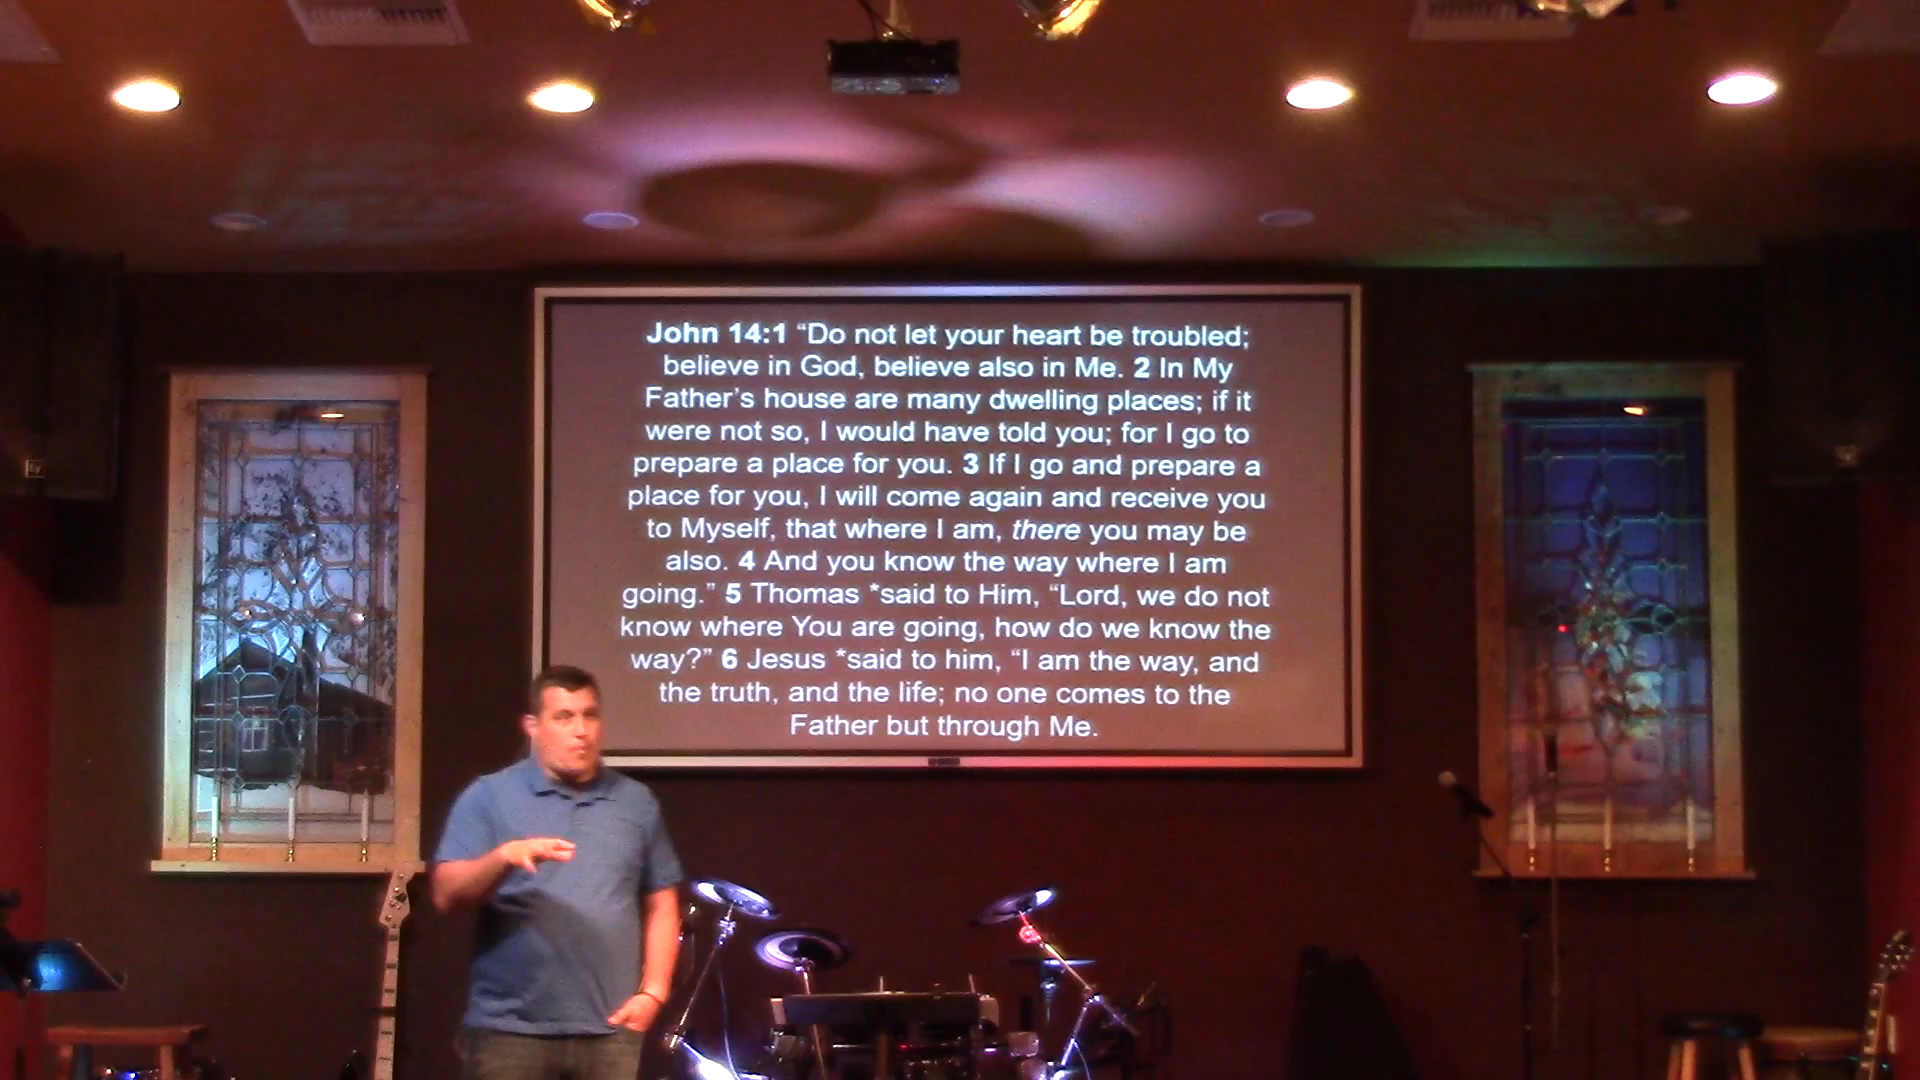 John 14:1 “Do not let your heart be troubled;
believe in God, believe also in Me. 2 In My
Father’s house are many dwelling places; if it
were not so, I would have told you; for I go to
prepare a place for you. 3 If I go and prepare a
place for you, I will come again and receive you
to Myself, that where I am, there you may be
also. 4 And you know the way where I am
going.” 5 Thomas *said to Him, “Lord, we do not
know where You are going, how do we know the
way?” 6 Jesus *said to him, “I am the way, and
the truth, and the life; no one comes to the
Father but through Me.